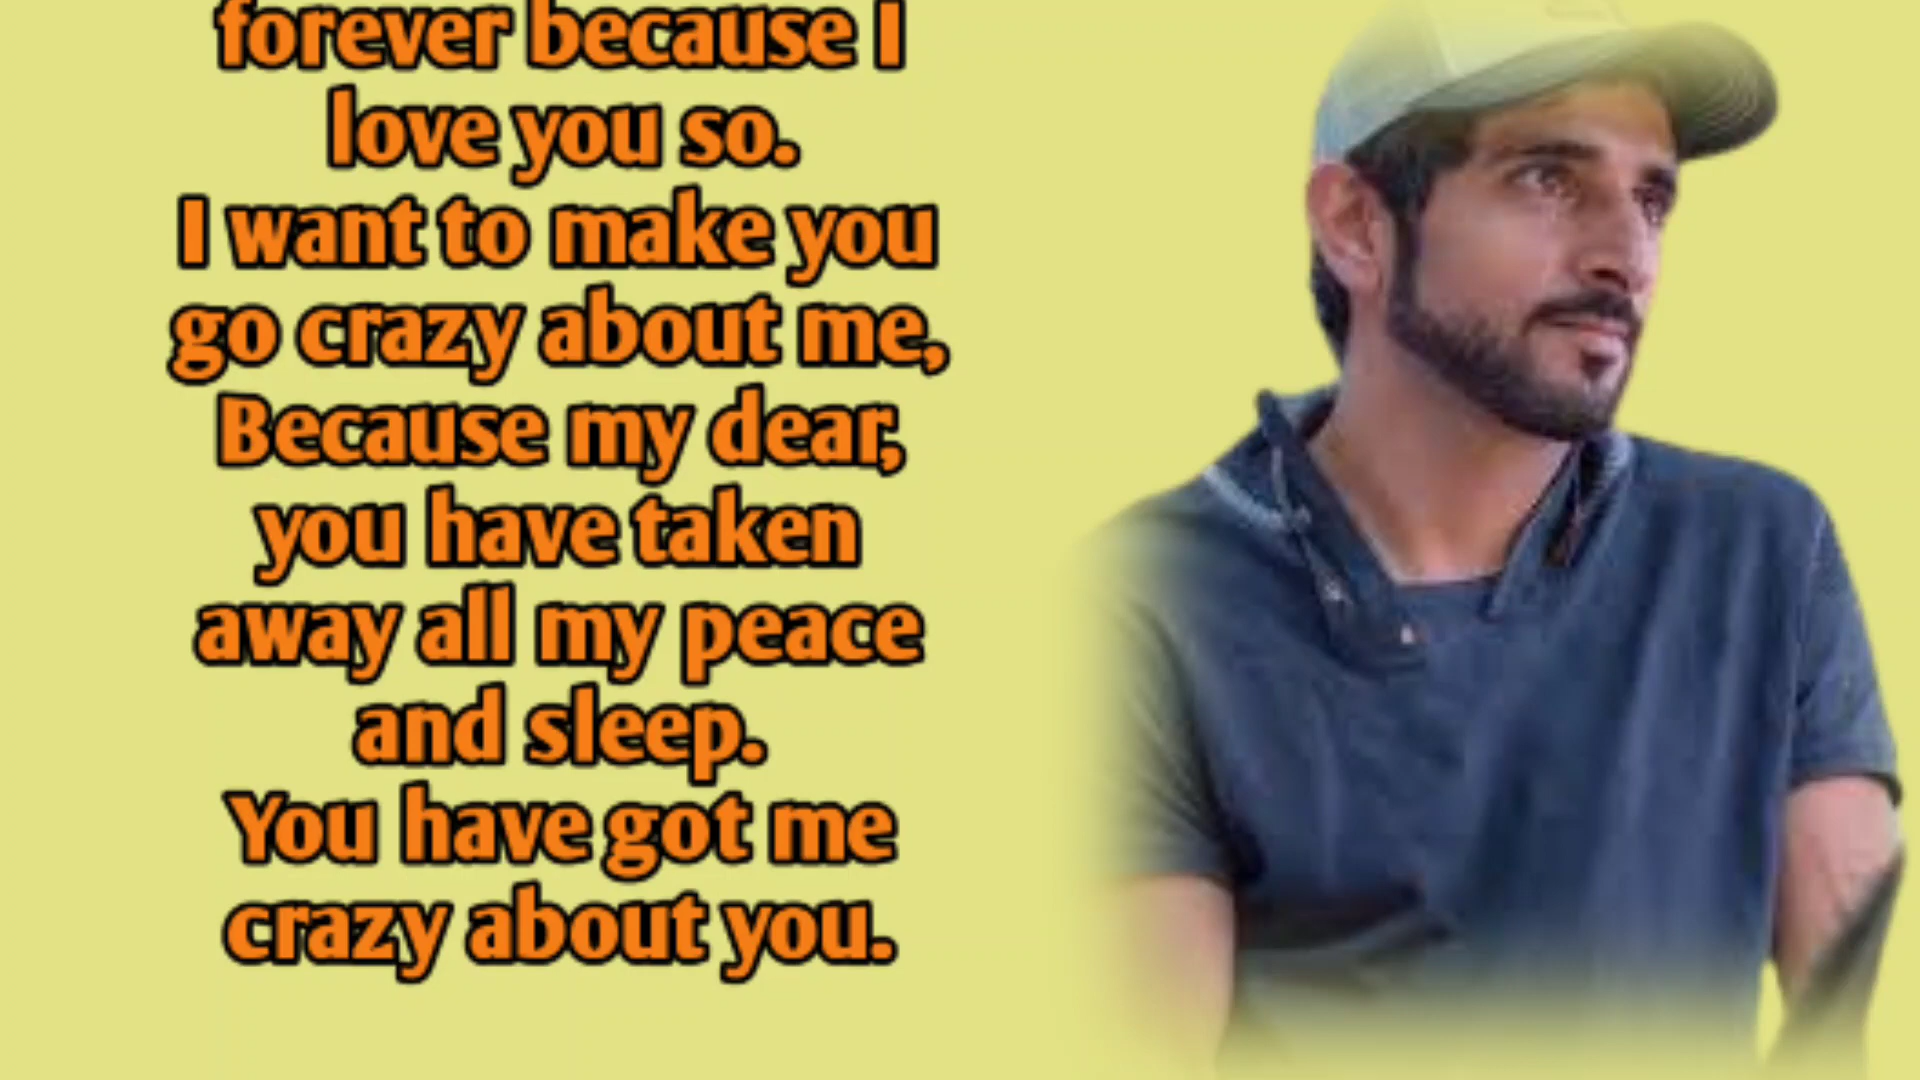 forever because I
love you so.
I want to make you
go crazy about me,
Because my dear,
you have taken
away all my peace
and sleep.
You have got me
crazy about you.